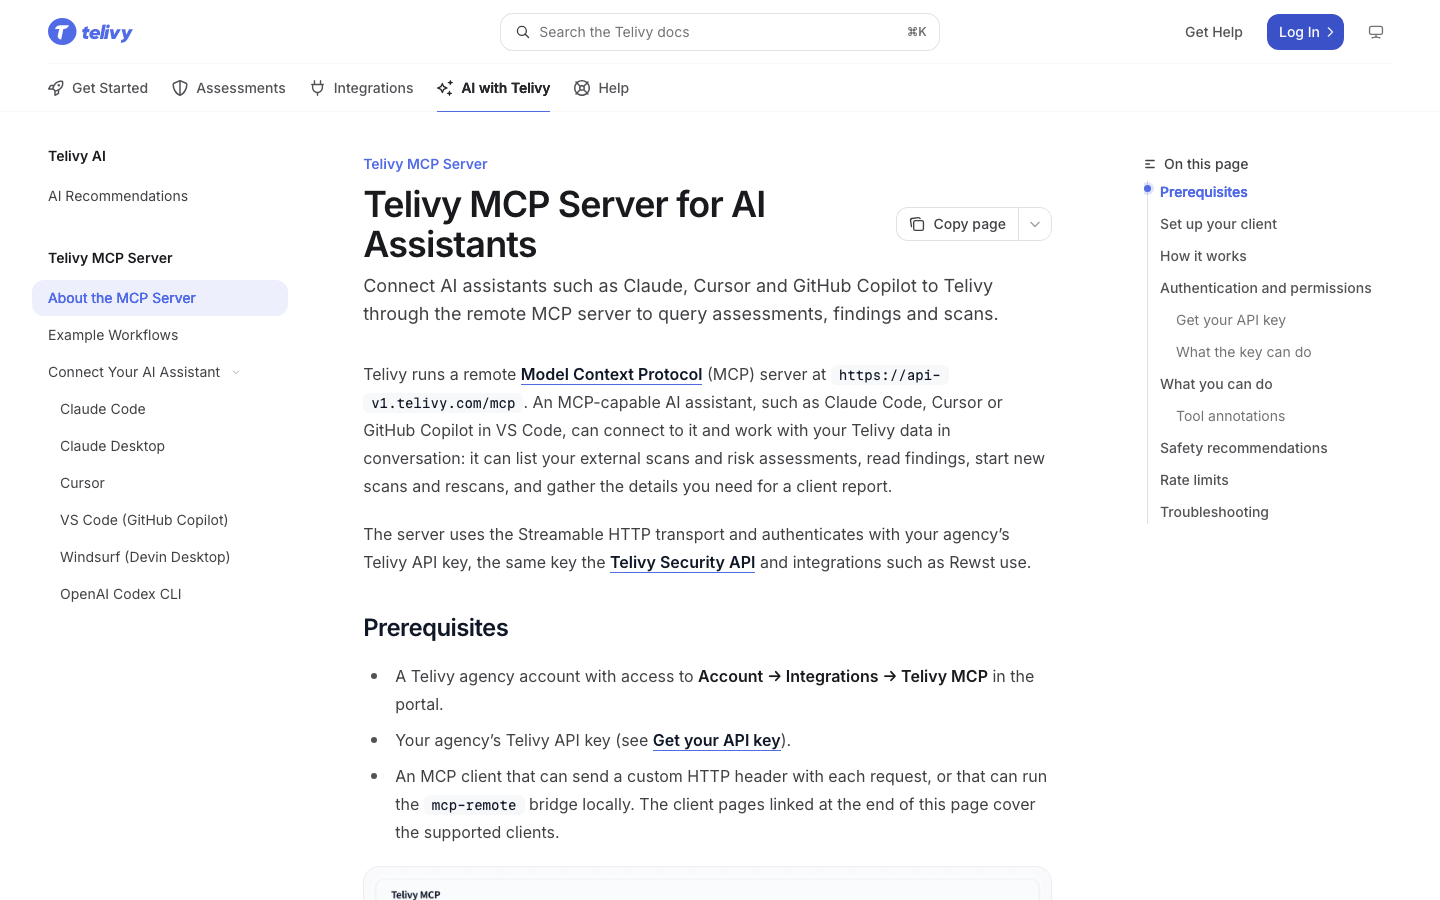 telivy
Search the Telivy docs
⌘K
Get Help
Log In
Get Started
Assessments
Integrations
AI with Telivy
Help
Telivy AI
AI Recommendations
Telivy MCP Server
About the MCP Server
Example Workflows
Connect Your AI Assistant
Claude Code
Claude Desktop
Cursor
VS Code (GitHub Copilot)
Windsurf (Devin Desktop)
OpenAI Codex CLI
Telivy MCP Server
Telivy MCP Server for AI
Assistants
Copy page
Connect AI assistants such as Claude, Cursor and GitHub Copilot to Telivy
through the remote MCP server to query assessments, findings and scans.
Telivy runs a remote Model Context Protocol (MCP) server at https://api-
v1.telivy.com/mcp. An MCP-capable AI assistant, such as Claude Code, Cursor or
GitHub Copilot in VS Code, can connect to it and work with your Telivy data in
conversation: it can list your external scans and risk assessments, read findings, start new
scans and rescans, and gather the details you need for a client report.
The server uses the Streamable HTTP transport and authenticates with your agency’s
Telivy API key, the same key the Telivy Security API and integrations such as Rewst use.
Prerequisites
• A Telivy agency account with access to Account → Integrations → Telivy MCP in the
portal.
• Your agency’s Telivy API key (see Get your API key).
• An MCP client that can send a custom HTTP header with each request, or that can run
the mcp-remote bridge locally. The client pages linked at the end of this page cover
the supported clients.
Telivy MCP
On this page
Prerequisites
Set up your client
How it works
Authentication and permissions
Get your API key
What the key can do
What you can do
Tool annotations
Safety recommendations
Rate limits
Troubleshooting